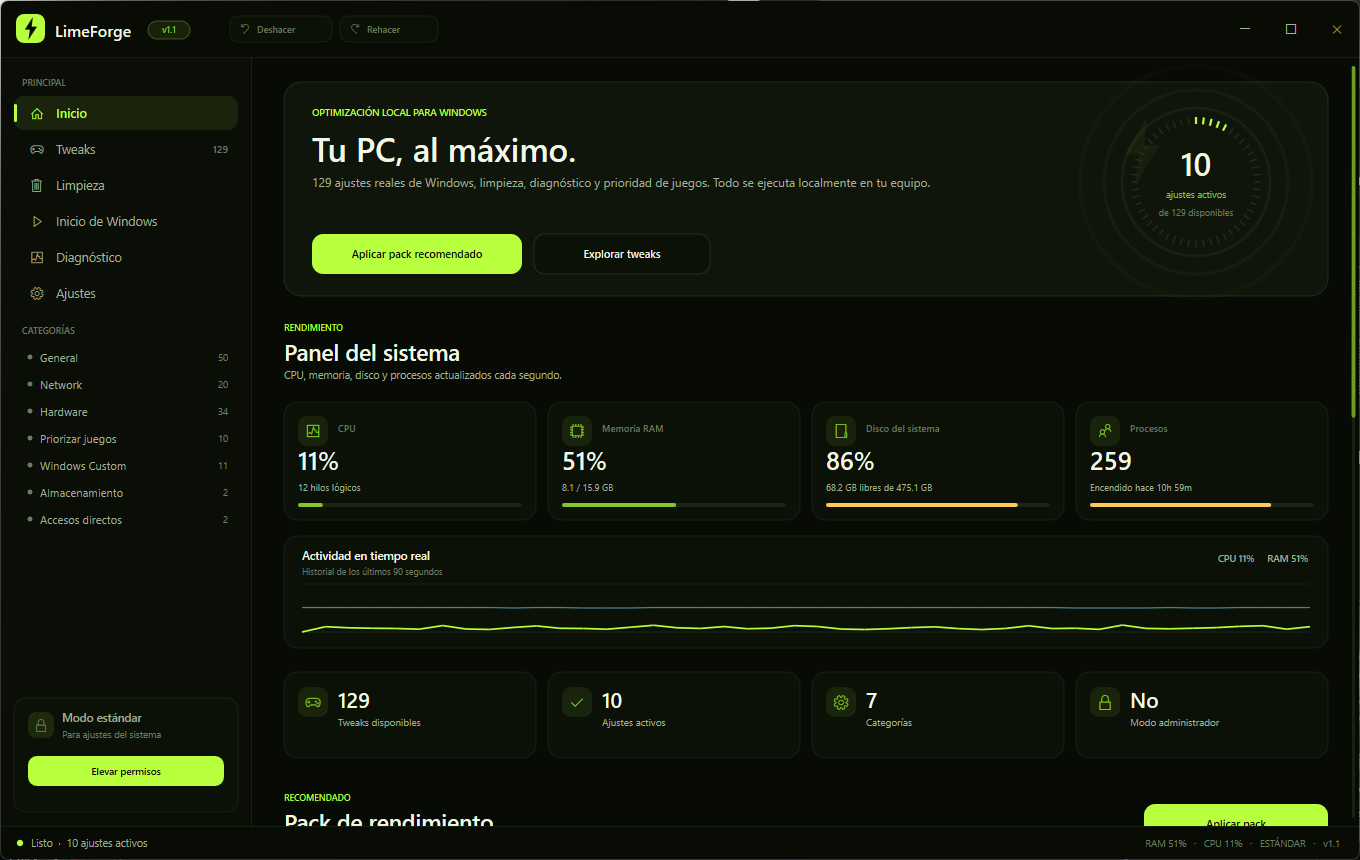 LimeForge
v1.1
Deshacer
Rehacer
PRINCIPAL
Inicio
Tweaks 129
Limpieza
Inicio de Windows
Diagnóstico
Ajustes
CATEGORÍAS
General 50
Network 20
Hardware 34
Priorizar juegos 10
Windows Custom 11
Almacenamiento 2
Accesos directos 2
Modo estándar
Para ajustes del sistema
Elevar permisos
OPTIMIZACIÓN LOCAL PARA WINDOWS
Tu PC, al máximo.
129 ajustes reales de Windows, limpieza, diagnóstico y prioridad de juegos. Todo se ejecuta localmente en tu equipo.
Aplicar pack recomendado
Explorar tweaks
10
ajustes activos
de 129 disponibles
RENDIMIENTO
Panel del sistema
CPU, memoria, disco y procesos actualizados cada segundo.
CPU
11%
12 hilos lógicos
Memoria RAM
51%
8.1 / 15.9 GB
Disco del sistema
86%
68.2 GB libres de 475.1 GB
Procesos
259
Encendido hace 10h 59m
Actividad en tiempo real
Historial de los últimos 90 segundos
CPU 11% RAM 51%
129
Tweaks disponibles
10
Ajustes activos
7
Categorías
No
Modo administrador
RECOMENDADO
Pack de rendimiento
Aplicar pack
Listo · 10 ajustes activos
RAM 51% · CPU 11% · ESTÁNDAR · v1.1